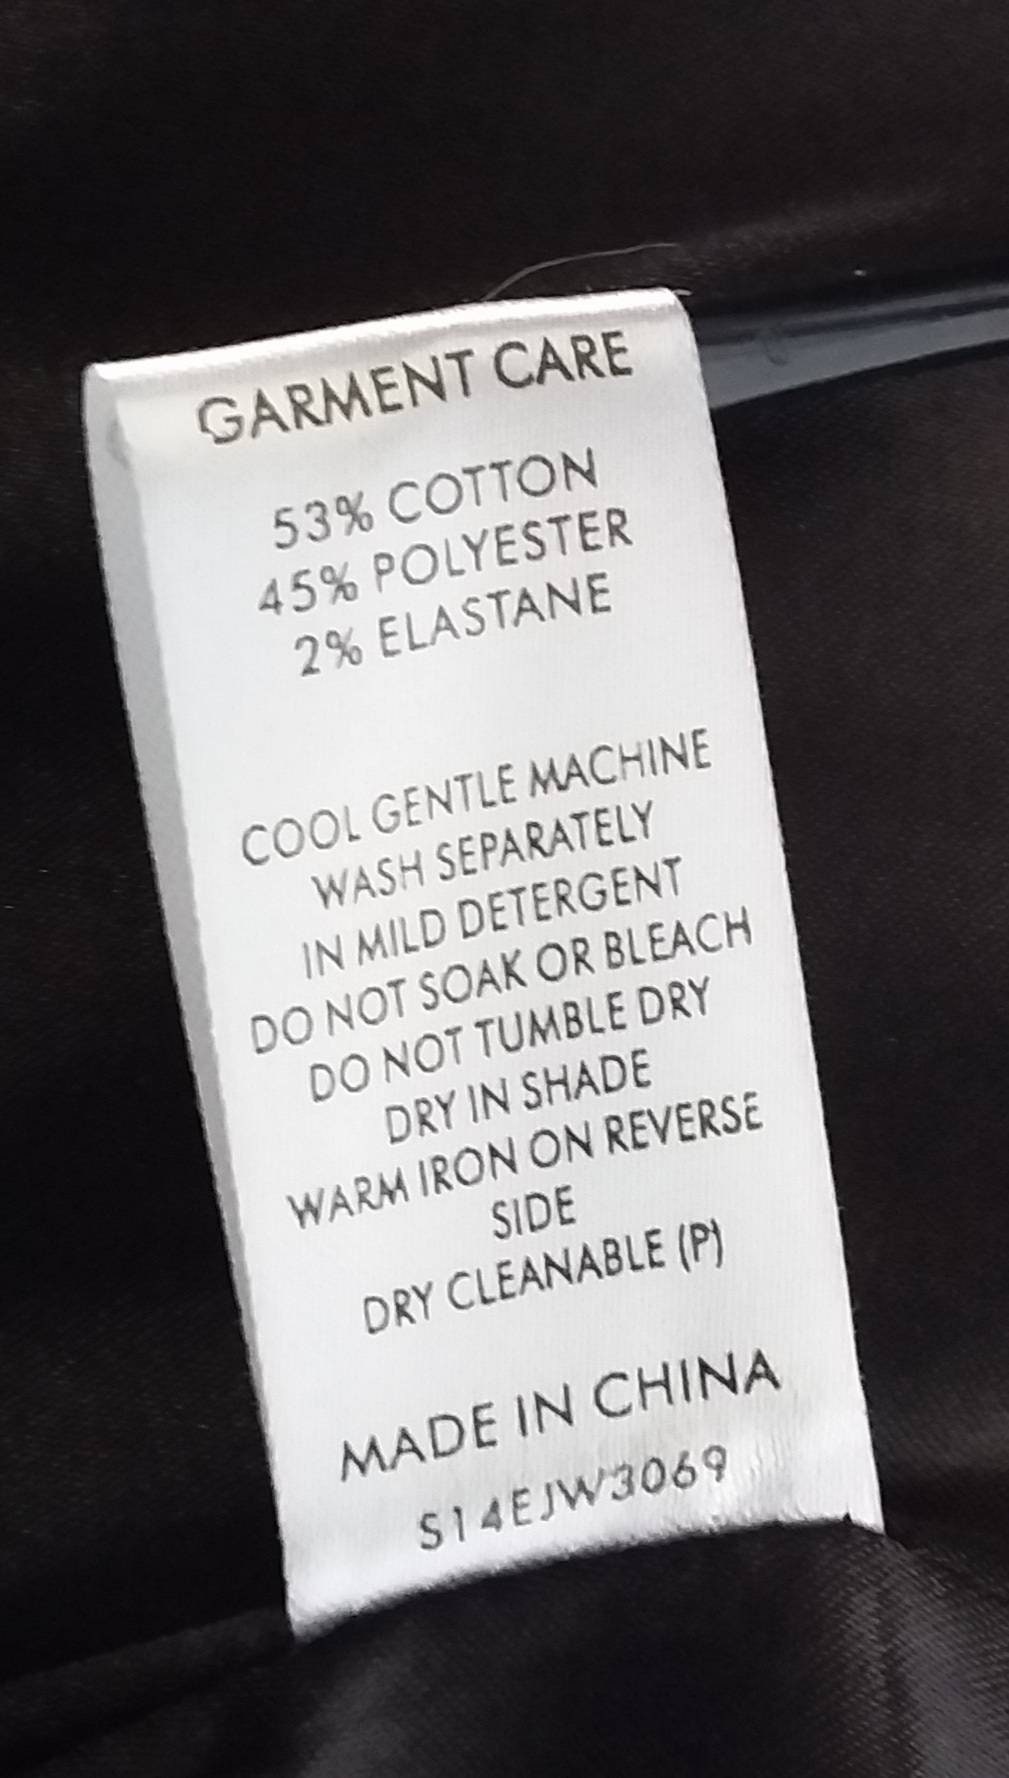 GARMENT CARE
53% COTTON
45% POLYESTER
2% ELASTANE
COOL GENTLE MACHINE
WASH SEPARATELY
IN MILD DETERGENT
DO NOT SOAK OR BLEACH
DO NOT TUMBLE DRY
DRY IN SHADE
WARM IRON ON REVERSE
SIDE
DRY CLEANABLE (P)
MADE IN CHINA
S14EJW3069